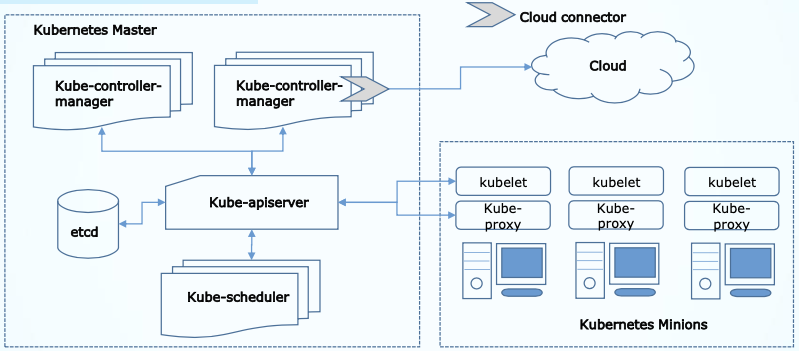 Kubernetes Master
Cloud connector
Kube-controller-
manager
Kube-controller-
manager
Cloud
Kube-apiserver
etcd
Kube-scheduler
kubelet
kubelet
kubelet
Kube-
proxy
Kube-
proxy
Kube-
proxy
Kubernetes Minions